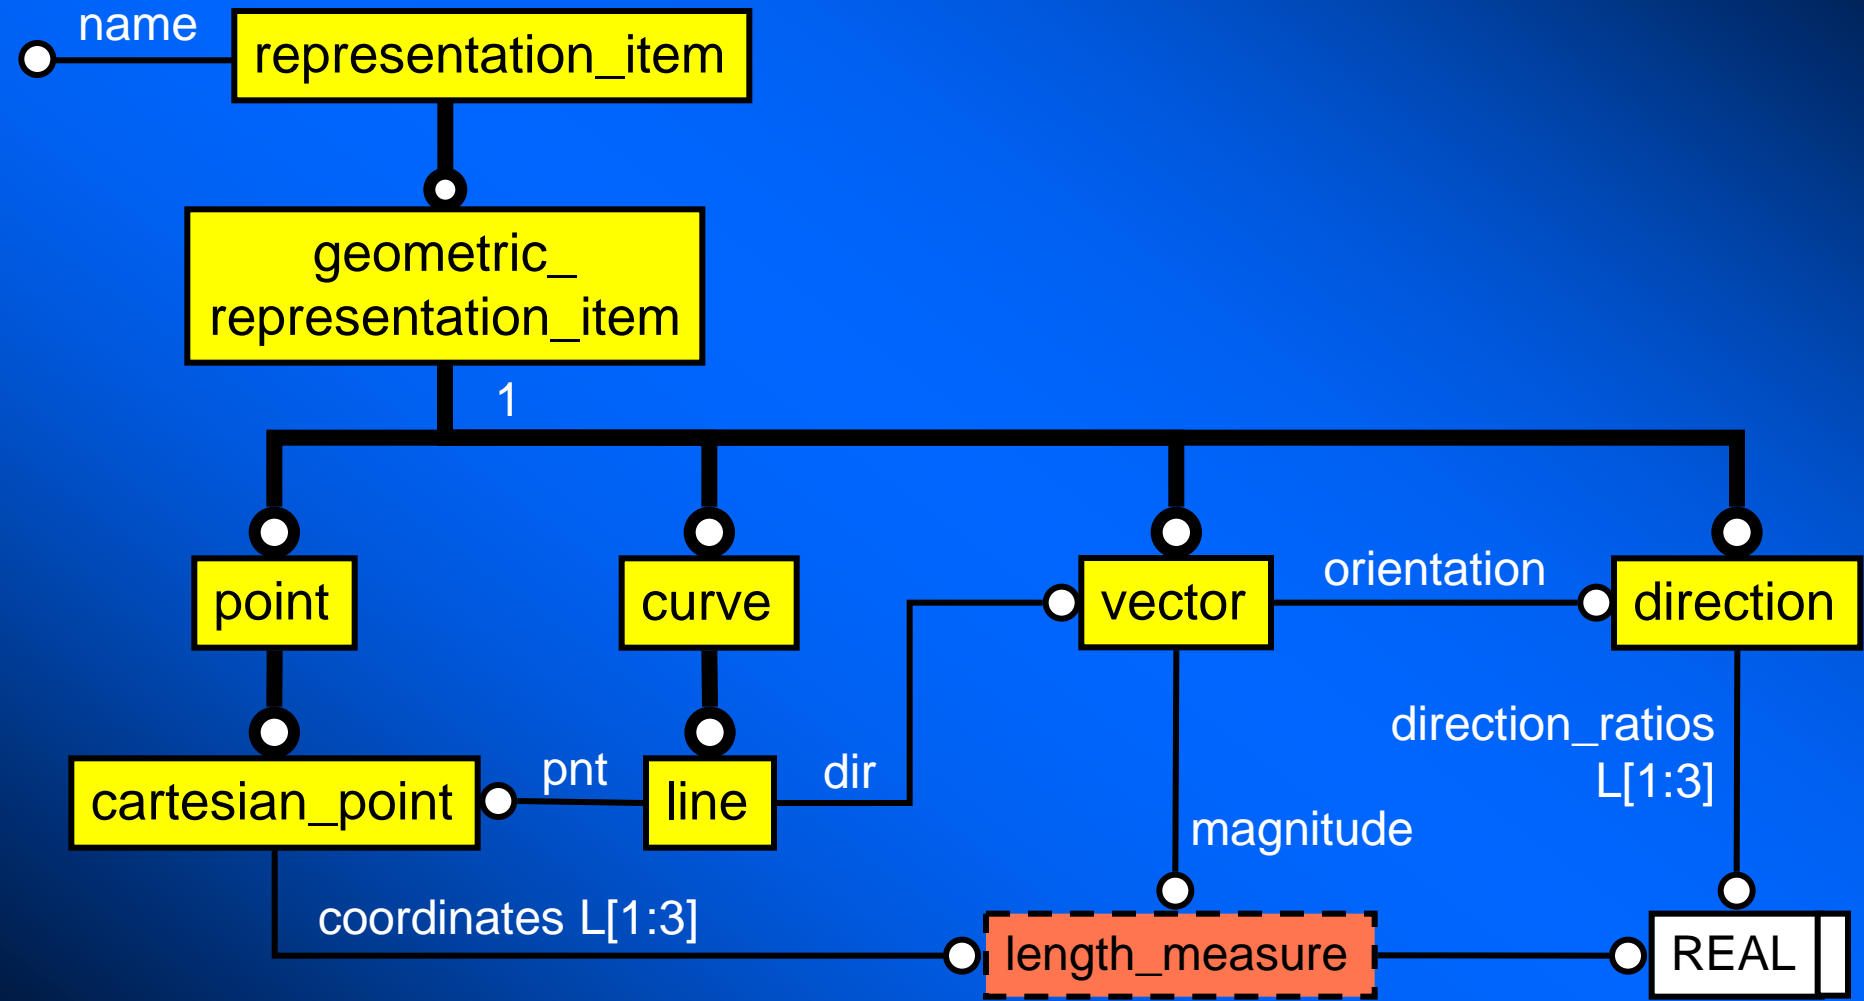 name
representation_item
geometric_
representation_item
1
point
curve
vector
orientation
direction
cartesian_point
pnt
line
dir
direction_ratios
L[1:3]
magnitude
coordinates L[1:3]
length_measure
REAL